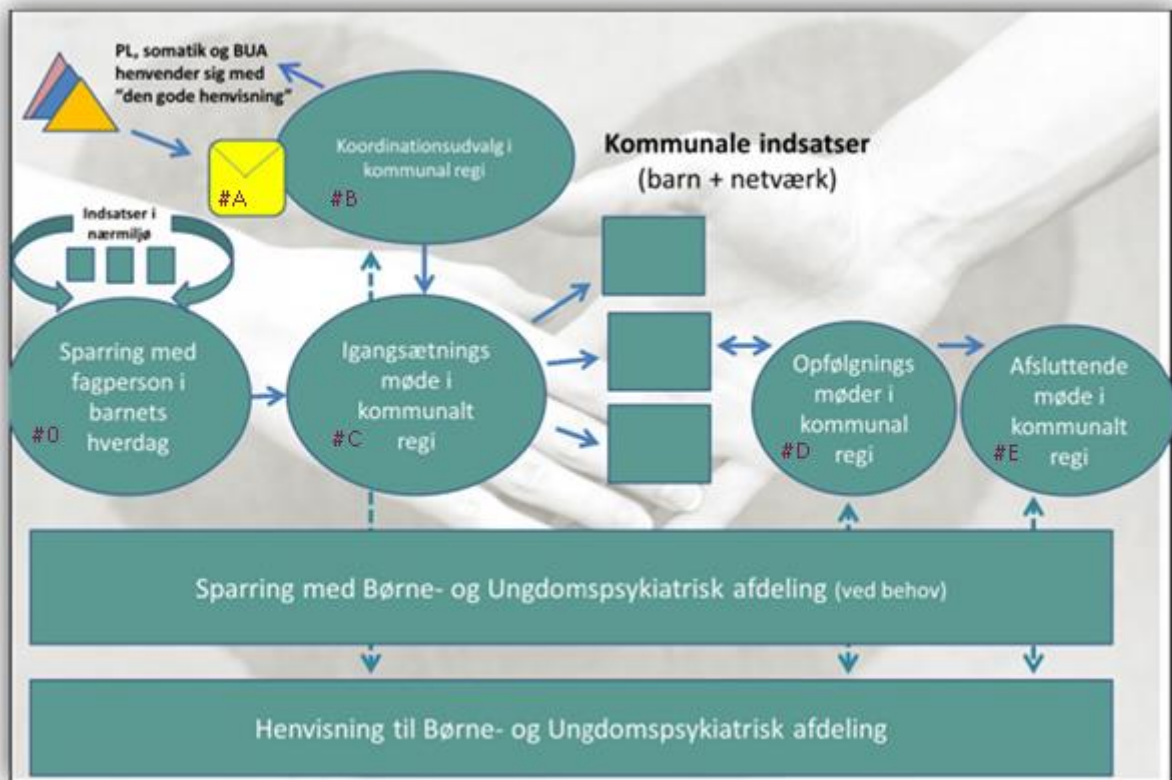 PL, somatik og BUA
henvender sig med
"den gode henvisning"
Koordinationsudvalg i
kommunal regi
#A
#B
Kommunale indsatser
(barn + netværk)
Indsatser i
nærmiljø
Sparring med
fagperson i
barnets
hverdag
#0
Igangsætnings
møde i
kommunalt
regi
#C
Opfølgnings
møder i
kommunal
regi
#D
Afsluttende
møde i
kommunalt
regi
#E
Sparring med Børne- og Ungdomspsykiatrisk afdeling (ved behov)
Henvisning til Børne- og Ungdomspsykiatrisk afdeling